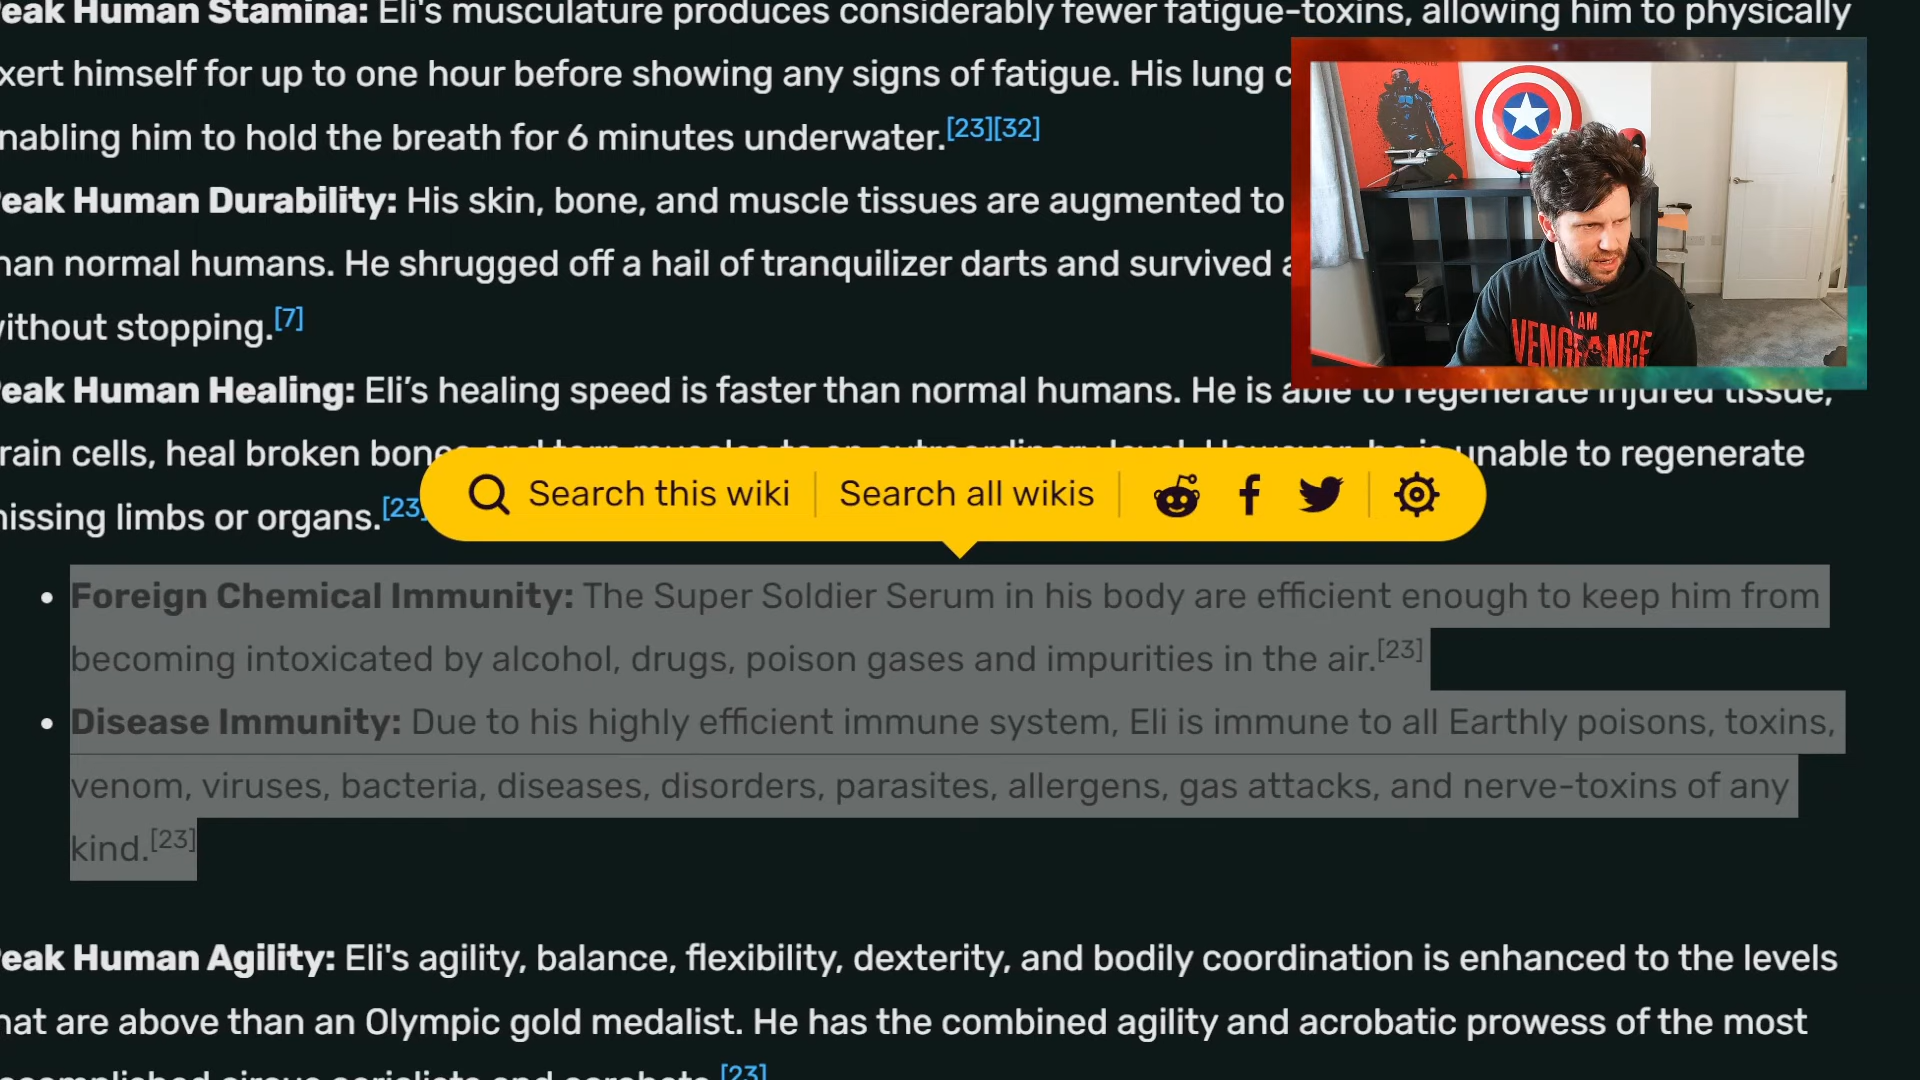 eak Human Stamina: Eli's musculature produces considerably fewer fatigue-toxins, allowing him to physically
xert himself for up to one hour before showing any signs of fatigue. His lung c
nabling him to hold the breath for 6 minutes underwater.[23][32]
eak Human Durability: His skin, bone, and muscle tissues are augmented to
han normal humans. He shrugged off a hail of tranquilizer darts and survived a
without stopping.[7]
eak Human Healing: Eli’s healing speed is faster than normal humans. He is able to regenerate injured tissue,
rain cells, heal broken bones and torn muscles to an extraordinary level. However, he is unable to regenerate
missing limbs or organs.[23]
Search this wiki Search all wikis
Foreign Chemical Immunity: The Super Soldier Serum in his body are efficient enough to keep him from
becoming intoxicated by alcohol, drugs, poison gases and impurities in the air.[23]
Disease Immunity: Due to his highly efficient immune system, Eli is immune to all Earthly poisons, toxins,
venom, viruses, bacteria, diseases, disorders, parasites, allergens, gas attacks, and nerve-toxins of any
kind.[23]
eak Human Agility: Eli's agility, balance, flexibility, dexterity, and bodily coordination is enhanced to the levels
hat are above than an Olympic gold medalist. He has the combined agility and acrobatic prowess of the most
accomplished circus aerialists and acrobats.[23]
I AM
VENGEANCE